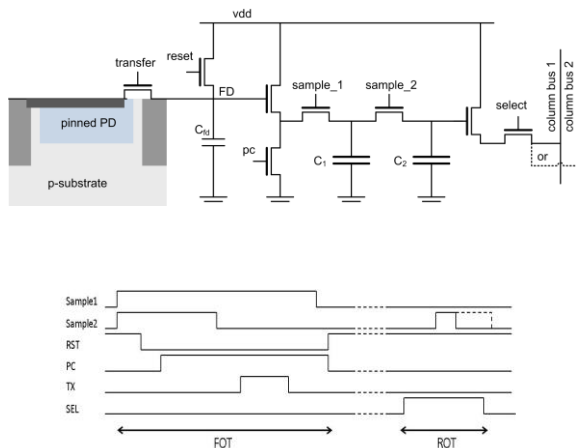 vdd
transfer
reset
FD
sample_1
sample_2
select
column bus 1
column bus 2
or
pinned PD
Cfd
pc
C1
C2
p-substrate
Sample1
Sample2
RST
PC
TX
SEL
FOT
ROT